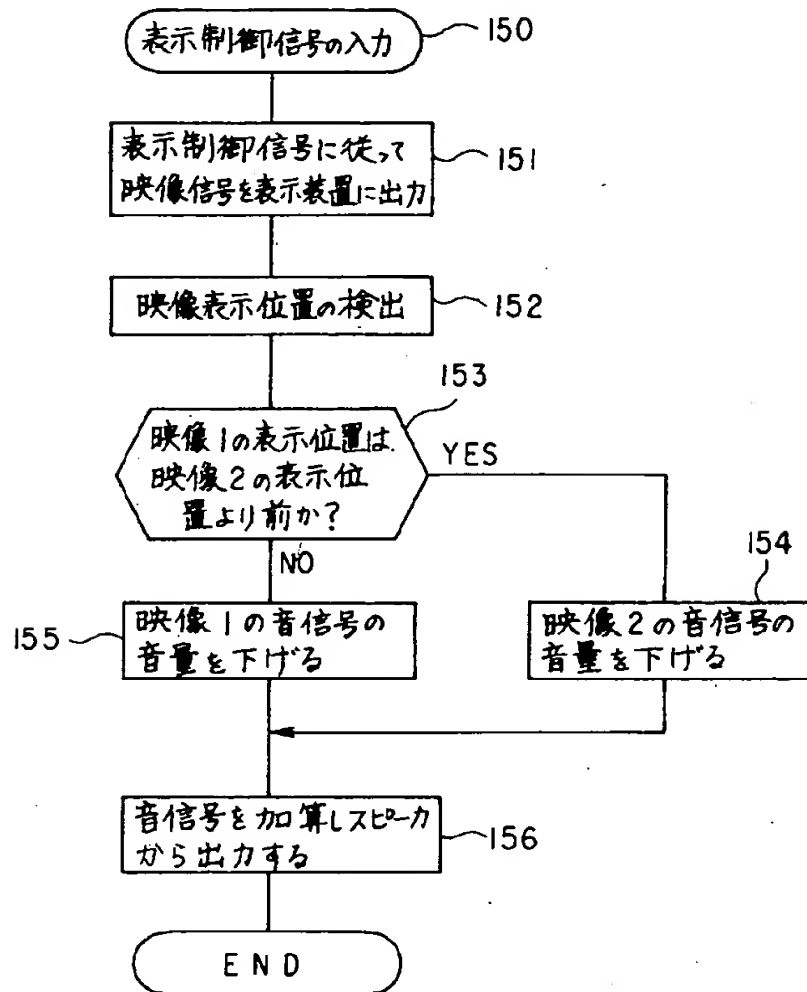 表示制御信号の入力
150
表示制御信号に従って
映像信号を表示装置に出力
151
映像表示位置の検出
152
153
映像1の表示位置は
映像2の表示位
置より前か?
YES
NO
154
155
映像1の音信号の
音量を下げる
映像2の音信号の
音量を下げる
音信号を加算しスピーカ
から出力する
156
END